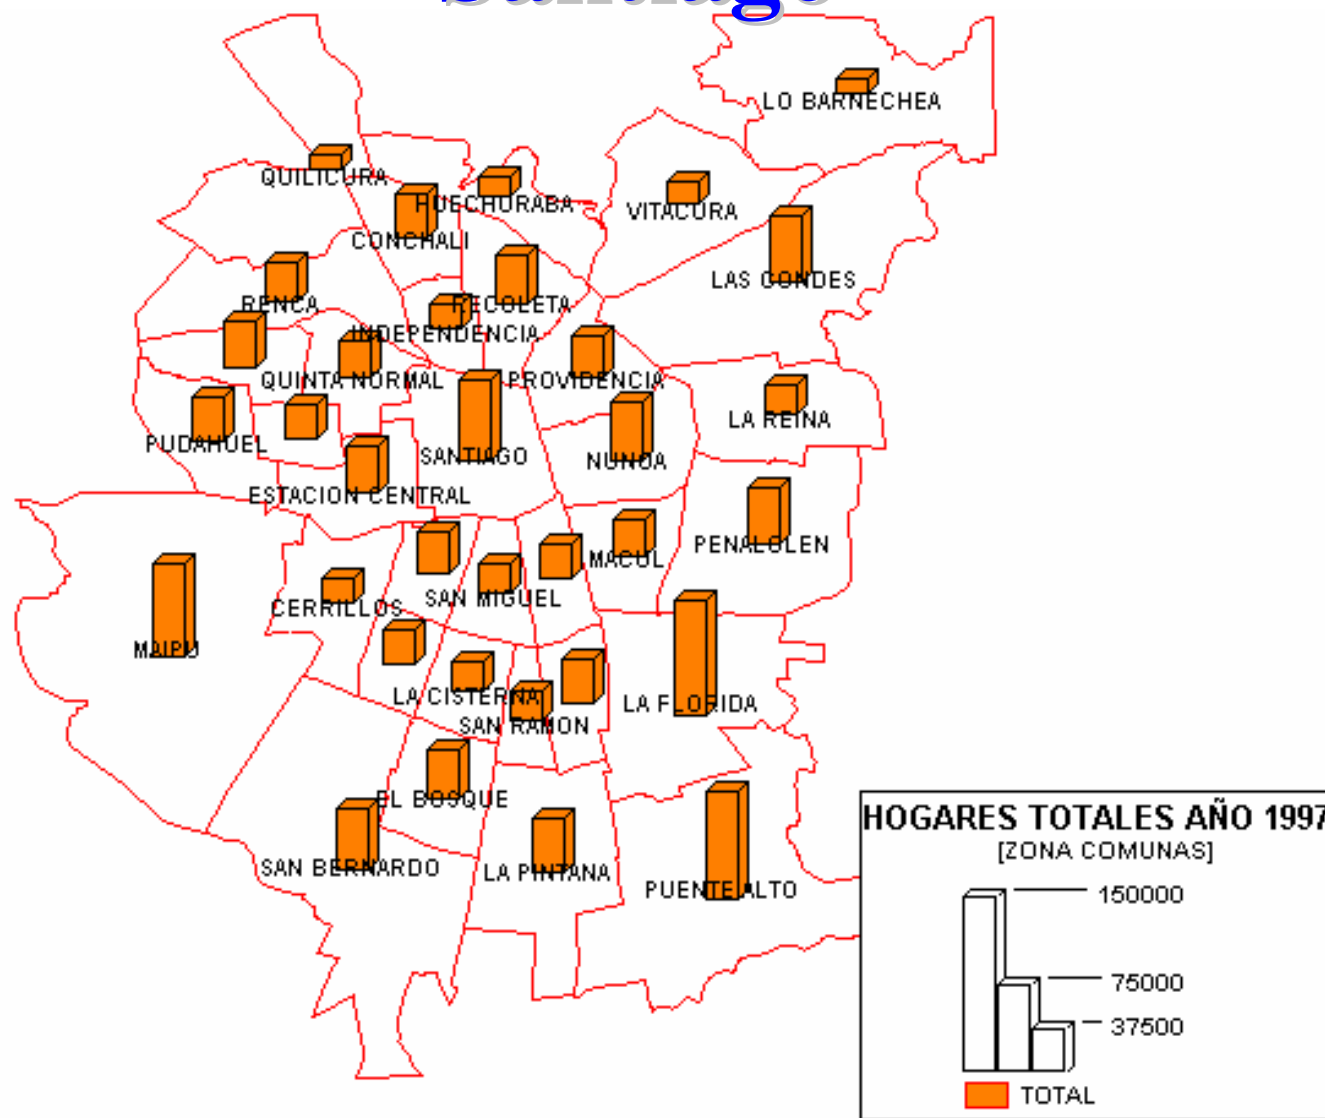 Santiago
LO BARNECHEA
QUILICURA
HUECHURABA
VITACURA
CONCHALI
LAS CONDES
RENCA
RECOLETA
INDEPENDENCIA
QUINTA NORMAL
PROVIDENCIA
LA REINA
PUDAHUEL
SANTIAGO
NUNOA
ESTACION CENTRAL
PENALOLEN
MACUL
SAN MIGUEL
CERRILLOS
MAIPU
LA CISTERNA
LA FLORIDA
SAN RAMON
EL BOSQUE
SAN BERNARDO
LA PINTANA
PUENTE ALTO
HOGARES TOTALES AÑO 1997
[ZONA COMUNAS]
150000
75000
37500
TOTAL